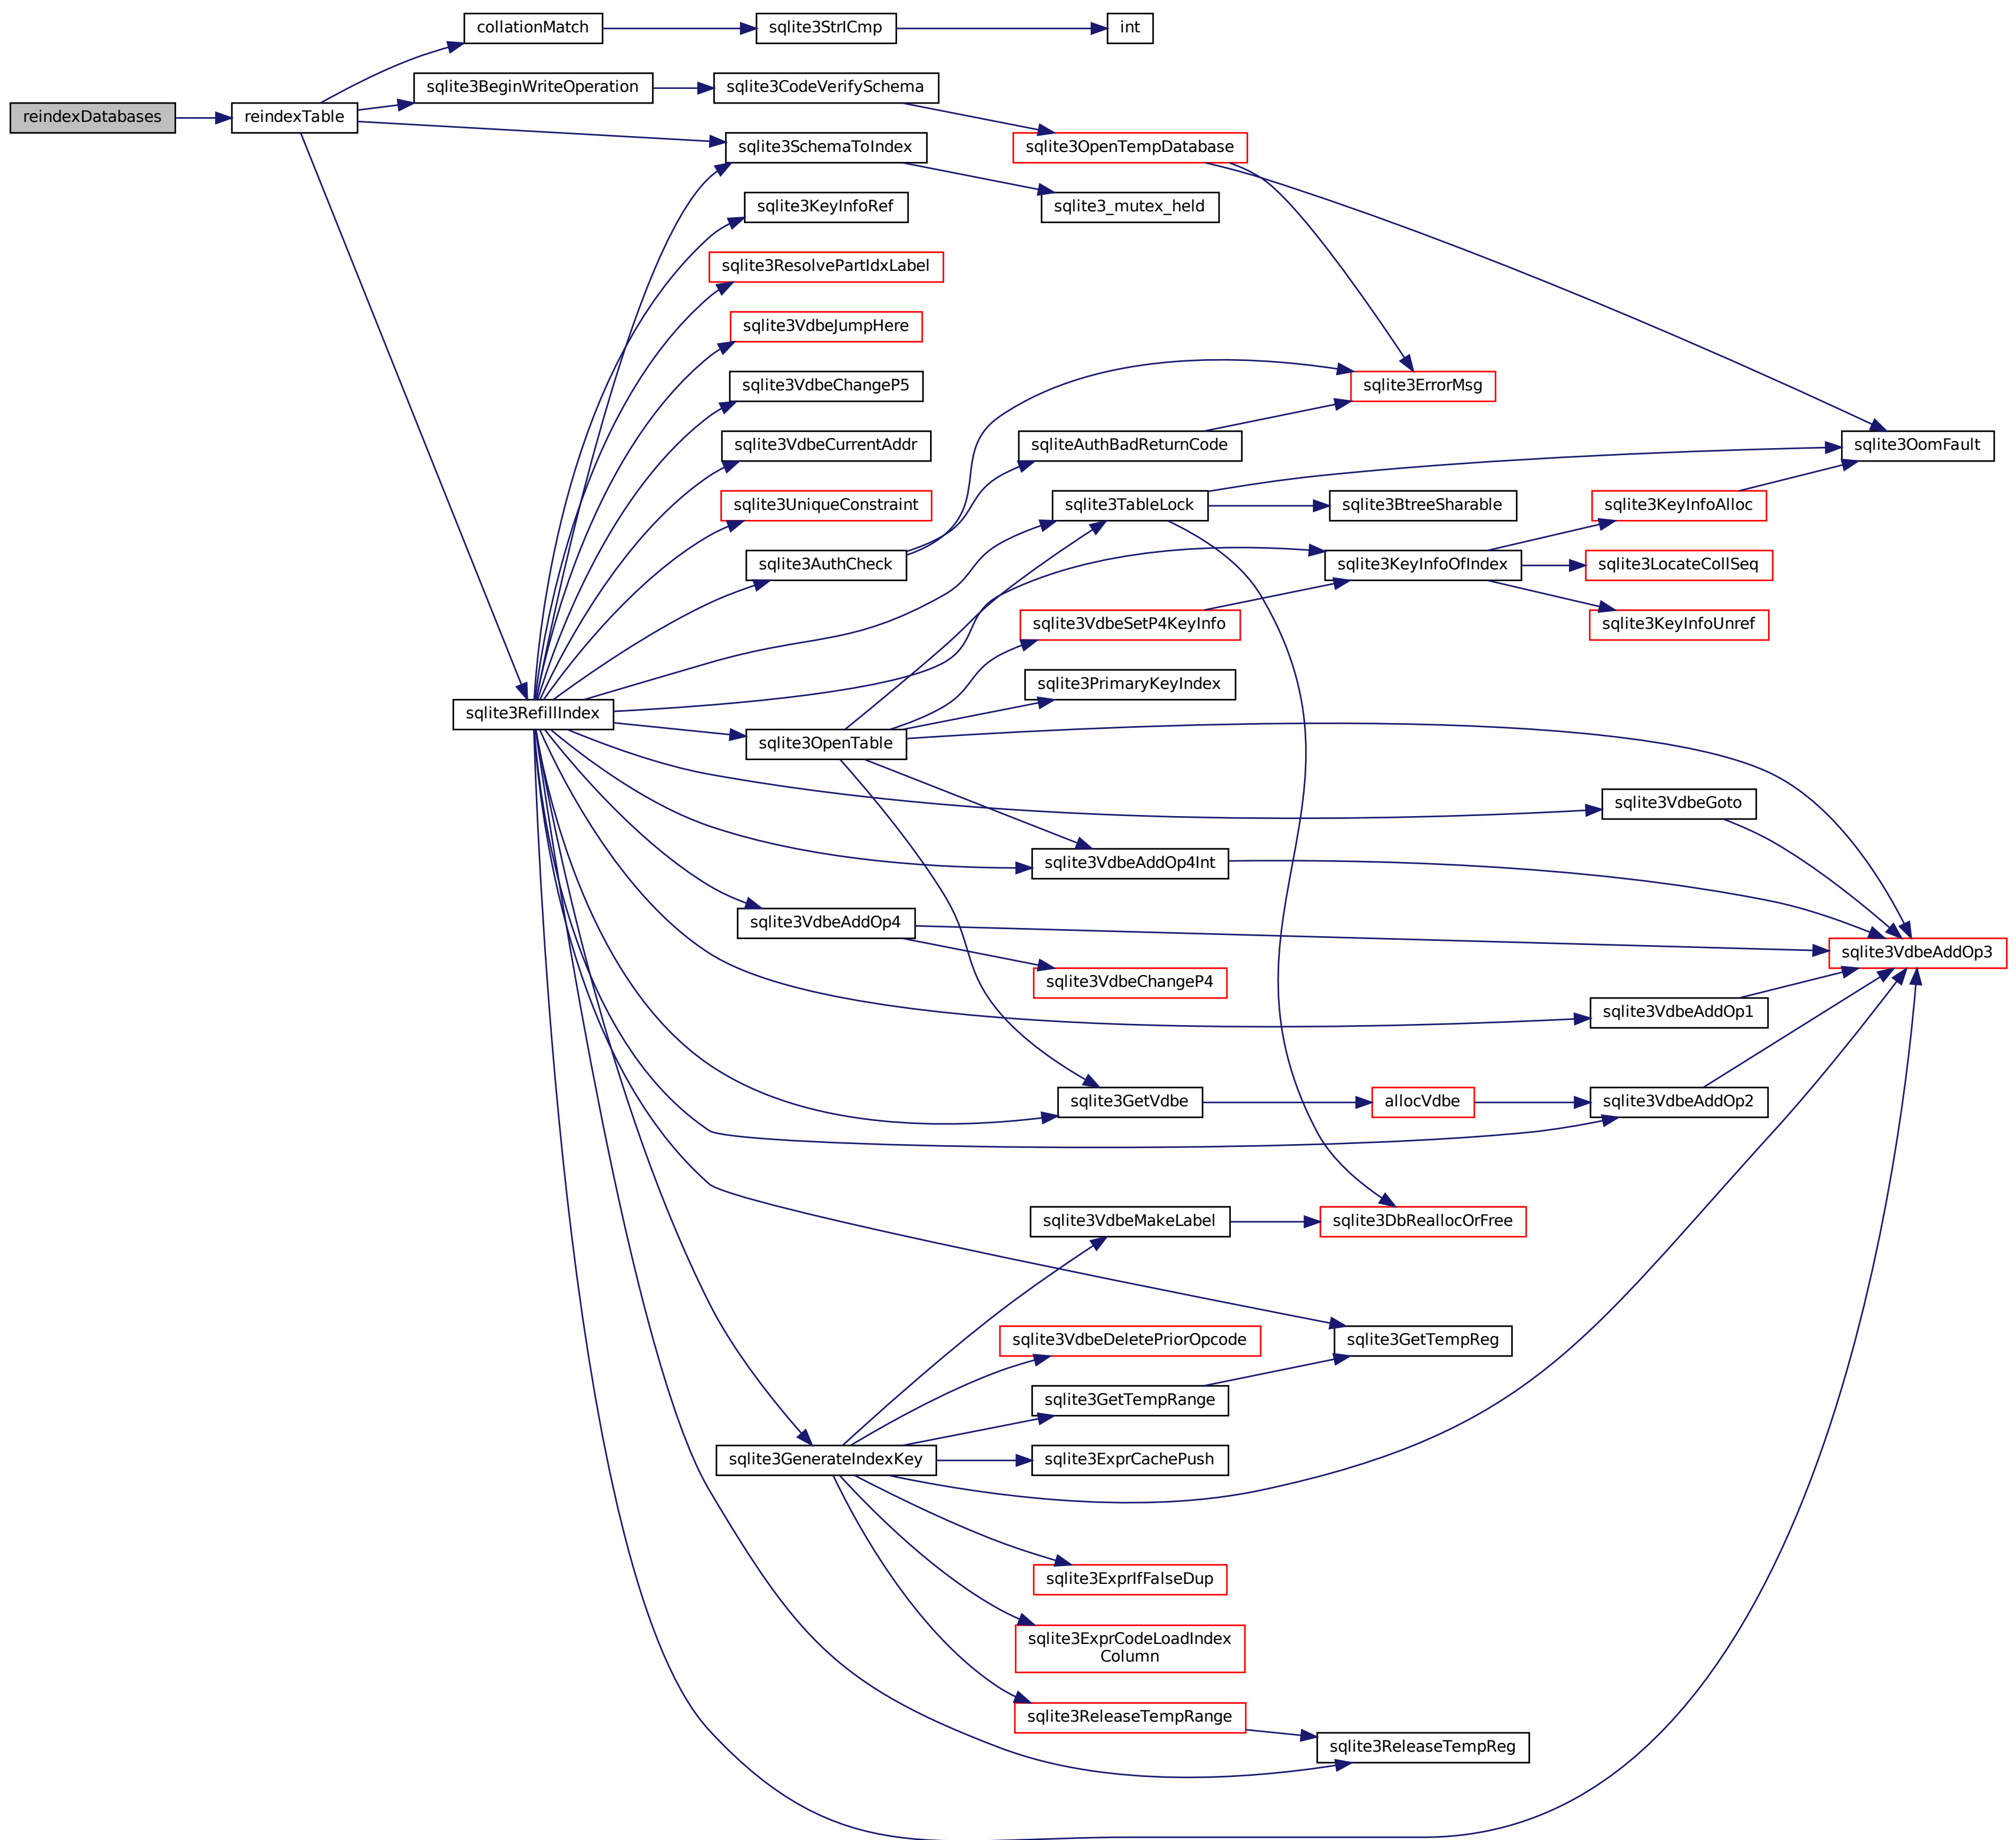 collationMatch
sqlite3StrICmp
int
sqlite3BeginWriteOperation
sqlite3CodeVerifySchema
reindexDatabases
reindexTable
sqlite3SchemaToIndex
sqlite3OpenTempDatabase
sqlite3KeyInfoRef
sqlite3_mutex_held
sqlite3ResolvePartIdxLabel
sqlite3VdbeJumpHere
sqlite3VdbeChangeP5
sqlite3ErrorMsg
sqlite3VdbeCurrentAddr
sqliteAuthBadReturnCode
sqlite3OomFault
sqlite3UniqueConstraint
sqlite3TableLock
sqlite3BtreeSharable
sqlite3KeyInfoAlloc
sqlite3AuthCheck
sqlite3KeyInfoOfIndex
sqlite3LocateCollSeq
sqlite3VdbeSetP4KeyInfo
sqlite3KeyInfoUnref
sqlite3PrimaryKeyIndex
sqlite3RefillIndex
sqlite3OpenTable
sqlite3VdbeGoto
sqlite3VdbeAddOp4Int
sqlite3VdbeAddOp4
sqlite3VdbeAddOp3
sqlite3VdbeChangeP4
sqlite3VdbeAddOp1
sqlite3GetVdbe
allocVdbe
sqlite3VdbeAddOp2
sqlite3VdbeMakeLabel
sqlite3DbReallocOrFree
sqlite3VdbeDeletePriorOpcode
sqlite3GetTempReg
sqlite3GetTempRange
sqlite3GenerateIndexKey
sqlite3ExprCachePush
sqlite3ExprIfFalseDup
sqlite3ExprCodeLoadIndex
Column
sqlite3ReleaseTempRange
sqlite3ReleaseTempReg